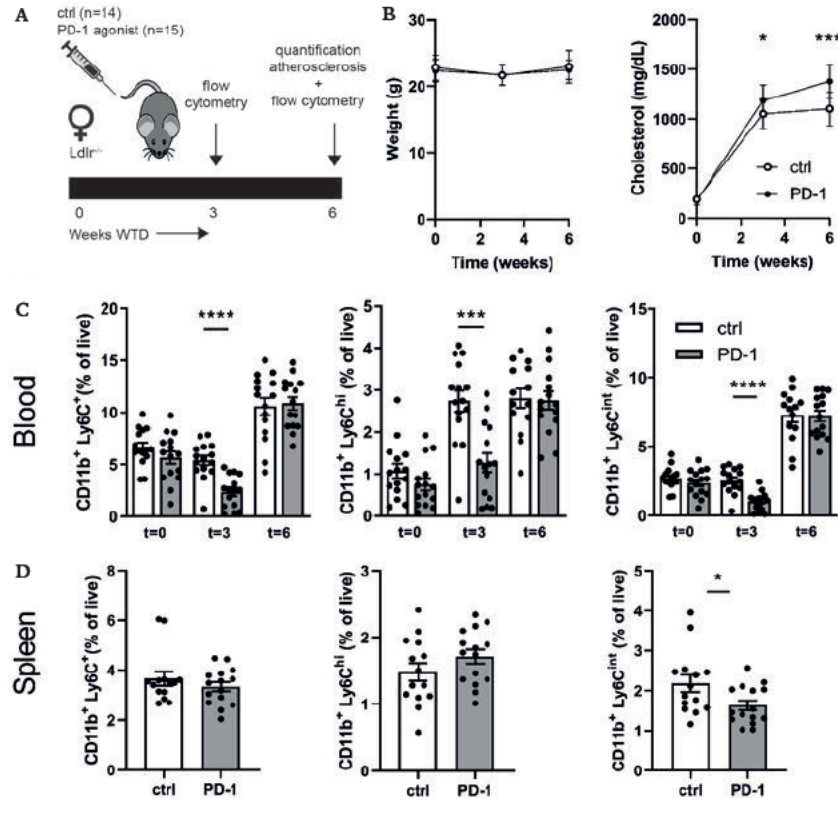 A
ctrl (n=14)
PD-1 agonist (n=15)
Ldlr-/-
flow
cytometry
quantification
atherosclerosis
+
flow cytometry
0 3 6
Weeks WTD
B
Weight (g)
30
20
10
0
0 2 4 6
Time (weeks)
Cholesterol (mg/dL)
2000
1500
1000
500
0
* ***
ctrl
PD-1
0 2 4 6
Time (weeks)
C
Blood
CD11b+ Ly6C+(% of live)
20
15
10
5
0
****
t=0 t=3 t=6
CD11b+ Ly6Chi (% of live)
5
4
3
2
1
0
***
t=0 t=3 t=6
CD11b+ Ly6Cint (% of live)
15
10
5
0
ctrl
PD-1
****
t=0 t=3 t=6
D
Spleen
CD11b+ Ly6C+(% of live)
8
6
4
2
0
ctrl PD-1
CD11b+ Ly6Chi (% of live)
3
2
1
0
ctrl PD-1
CD11b+ Ly6Cint (% of live)
5
4
3
2
1
0
*
ctrl PD-1